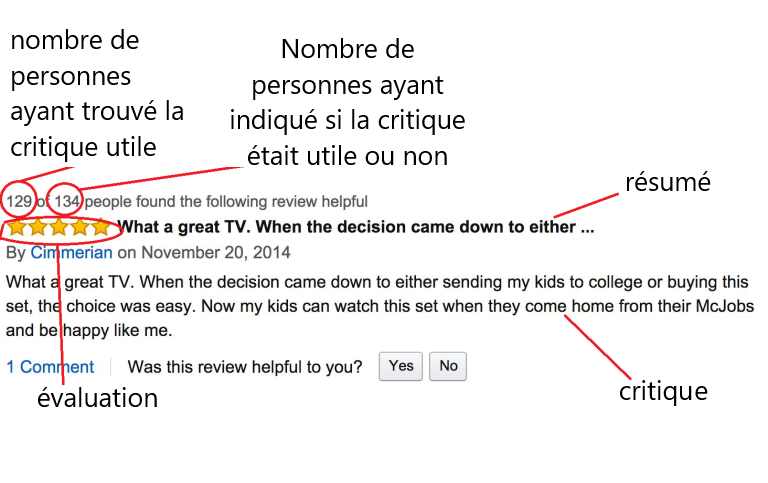 nombre de
personnes
ayant trouvé la
critique utile
Nombre de
personnes ayant
indiqué si la critique
était utile ou non
résumé
129 of 134 people found the following review helpful
What a great TV. When the decision came down to either ...
By Cimmerian on November 20, 2014
What a great TV. When the decision came down to either sending my kids to college or buying this
set, the choice was easy. Now my kids can watch this set when they come home from their McJobs
and be happy like me.
1 Comment Was this review helpful to you? Yes No
évaluation
critique